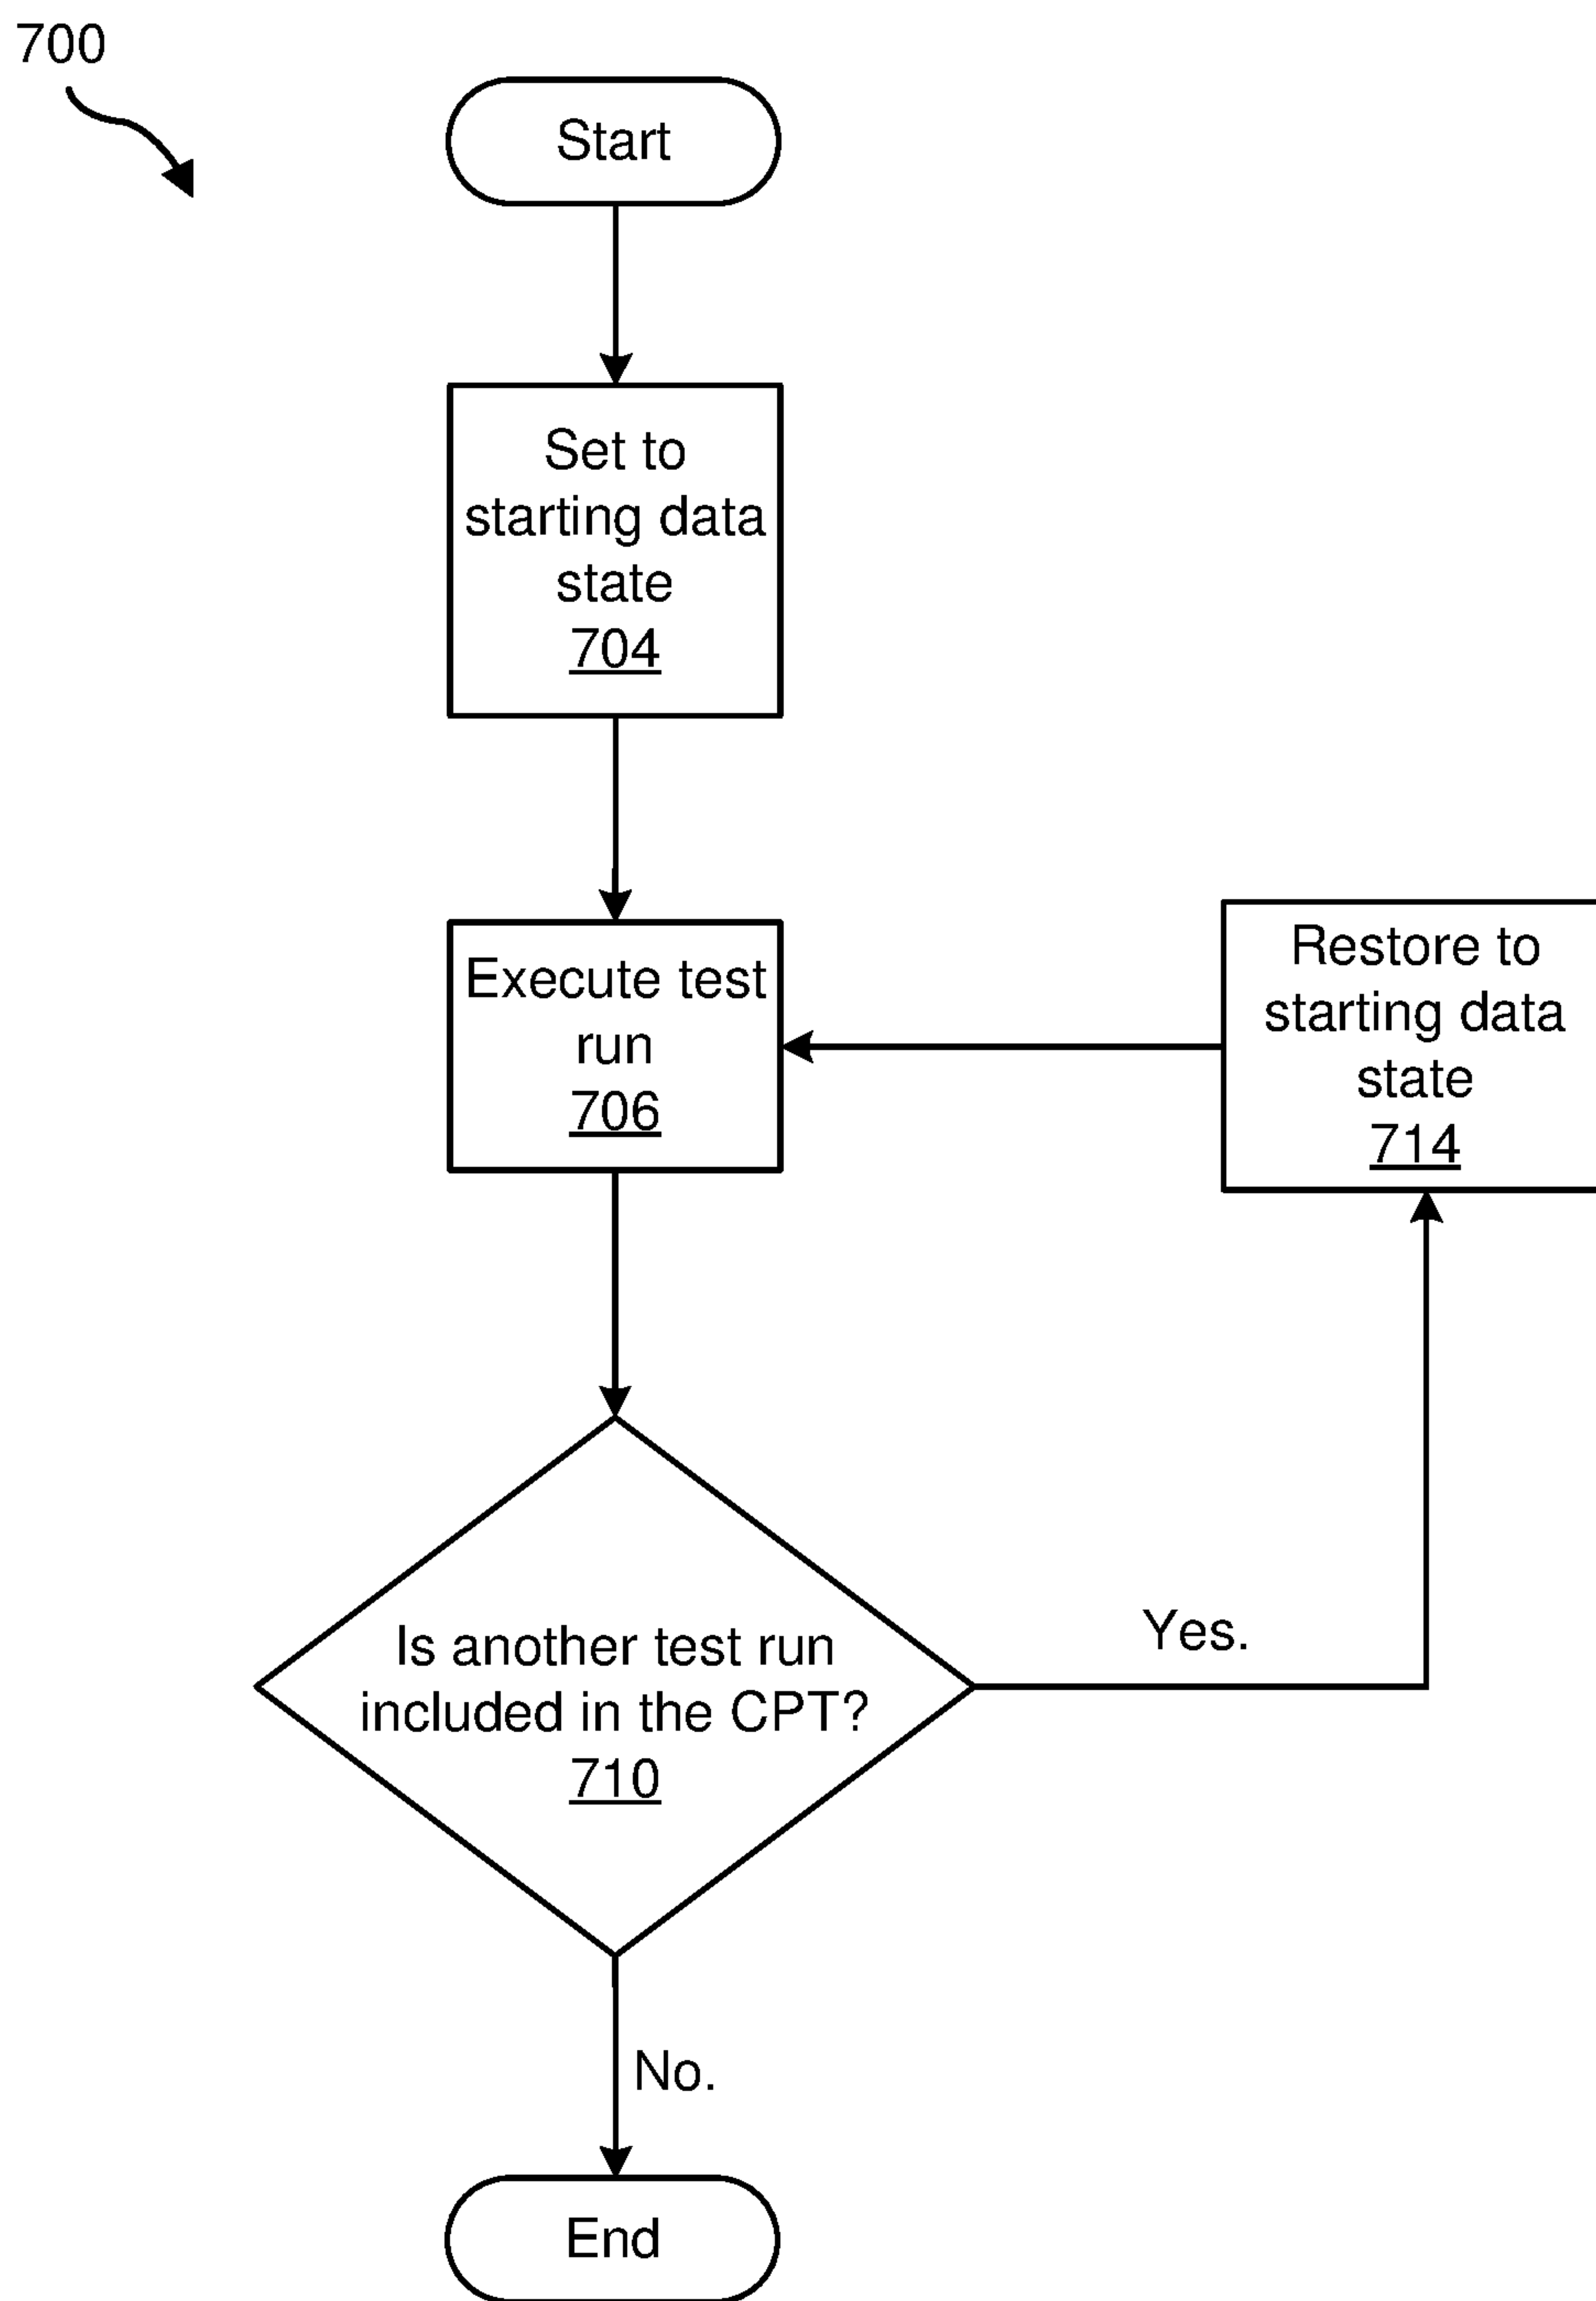 700
Start
Set to
starting data
state
704
Execute test
run
706
Restore to
starting data
state
714
Is another test run
included in the CPT?
710
Yes.
No.
End